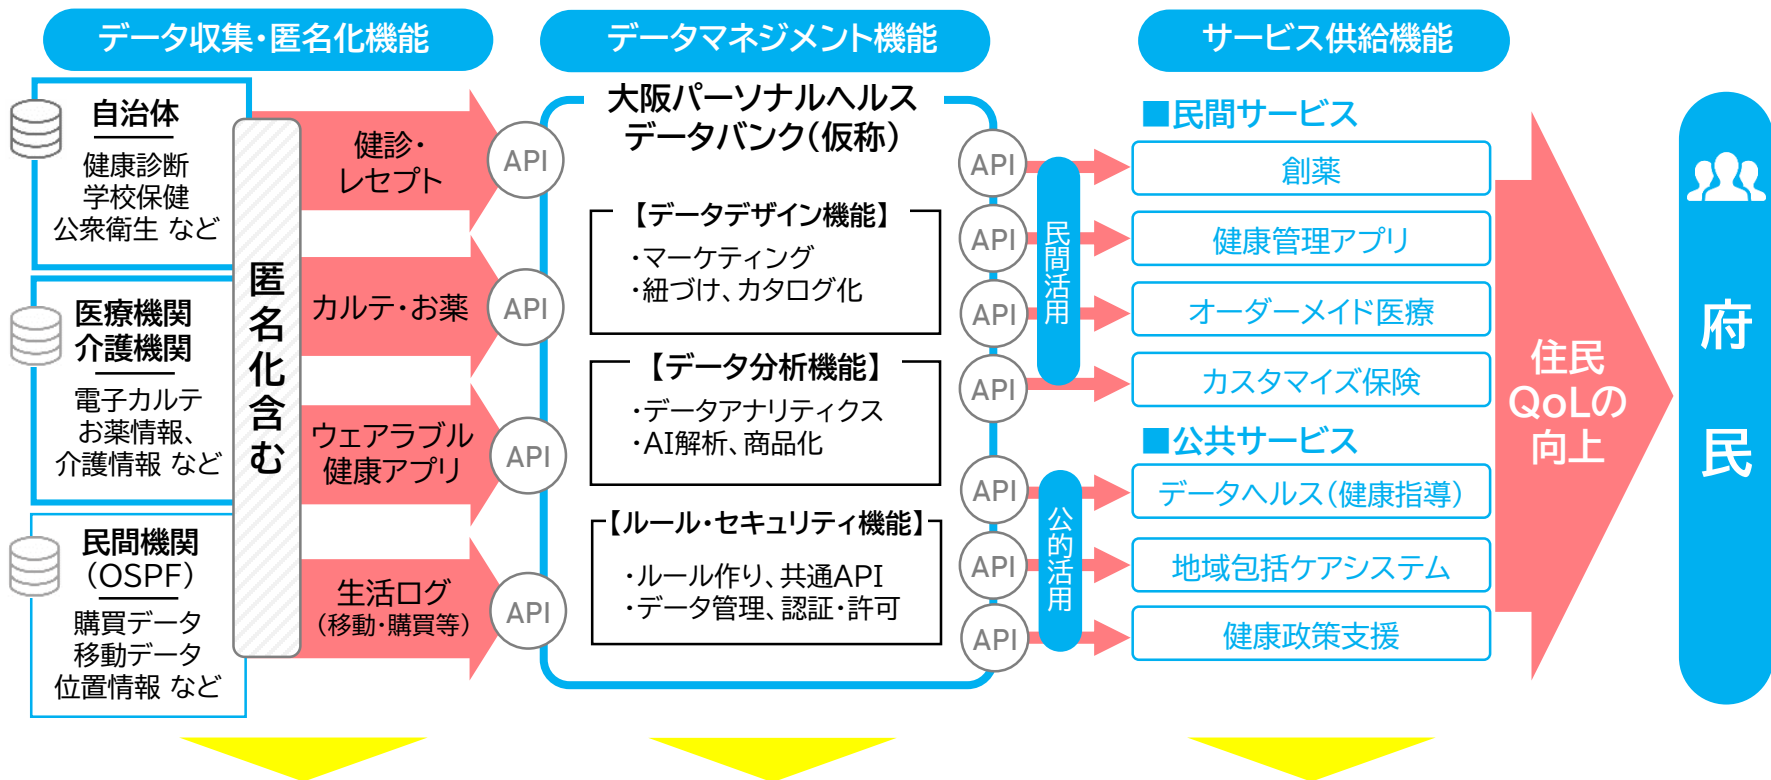 データ収集・匿名化機能
データマネジメント機能
サービス供給機能
自治体
健康診断
学校保健
公衆衛生 など
医療機関
介護機関
電子カルテ
お薬情報、
介護情報 など
民間機関
（OSPF）
購買データ
移動データ
位置情報 など
匿名化含む
健診・
レセプト
カルテ・お薬
ウェアラブル
健康アプリ
生活ログ
（移動・購買等）
API
API
API
API
大阪パーソナルヘルス
データバンク（仮称）
【データデザイン機能】
・マーケティング
・紐づけ、カタログ化
【データ分析機能】
・データアナリティクス
・AI解析、商品化
【ルール・セキュリティ機能】
・ルール作り、共通API
・データ管理、認証・許可
API
API
API
API
API
API
API
民間活用
公的活用
■民間サービス
創薬
健康管理アプリ
オーダーメイド医療
カスタマイズ保険
■公共サービス
データヘルス（健康指導）
地域包括ケアシステム
健康政策支援
住民
QoLの
向上
府民